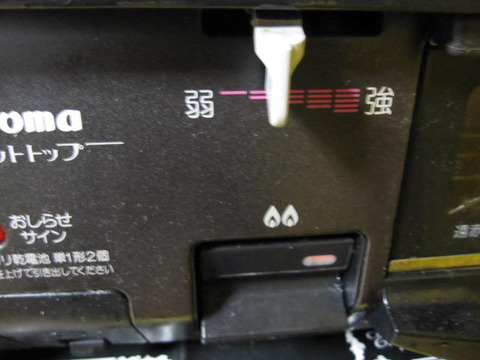 弱 強
oma
ットトップ
おしらせ
サイン
リ乾電池 単1形2個
を上げて引き出してください